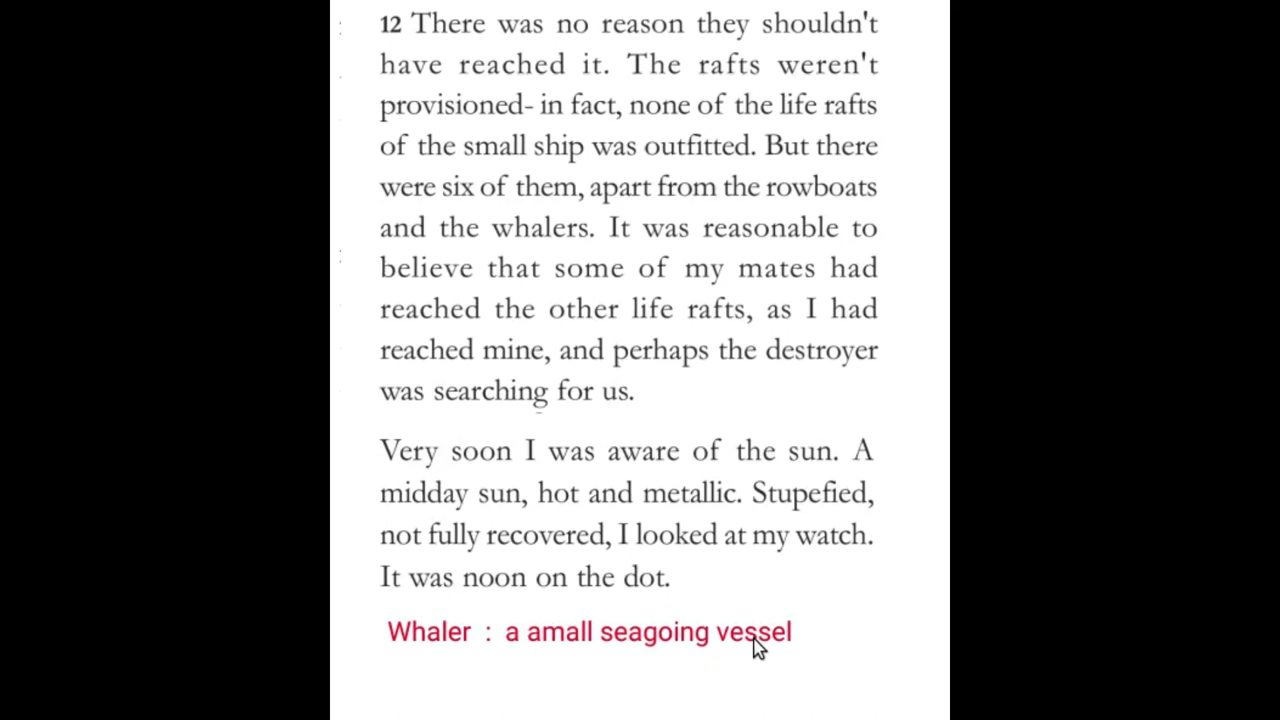 12 There was no reason they shouldn't
have reached it. The rafts weren't
provisioned- in fact, none of the life rafts
of the small ship was outfitted. But there
were six of them, apart from the rowboats
and the whalers. It was reasonable to
believe that some of my mates had
reached the other life rafts, as I had
reached mine, and perhaps the destroyer
was searching for us.
Very soon I was aware of the sun. A
midday sun, hot and metallic. Stupefied,
not fully recovered, I looked at my watch.
It was noon on the dot.
Whaler : a amall seagoing vessel